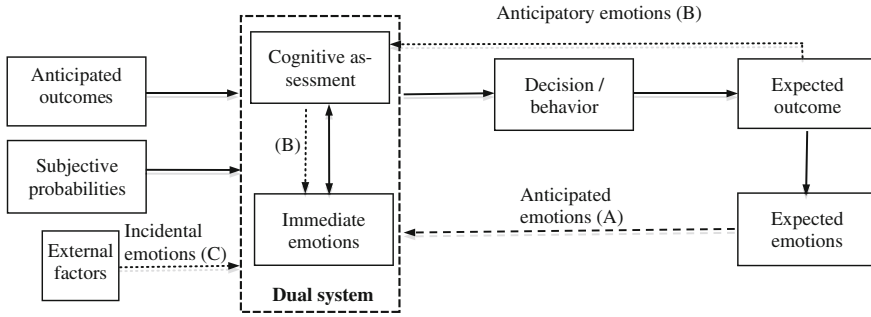 Anticipatory emotions (B)
Anticipated
outcomes
Cognitive as-
sessment
Decision /
behavior
Expected
outcome
(B)
Subjective
probabilities
Anticipated
emotions (A)
Immediate
emotions
Expected
emotions
External
factors
Incidental
emotions (C)
Dual system